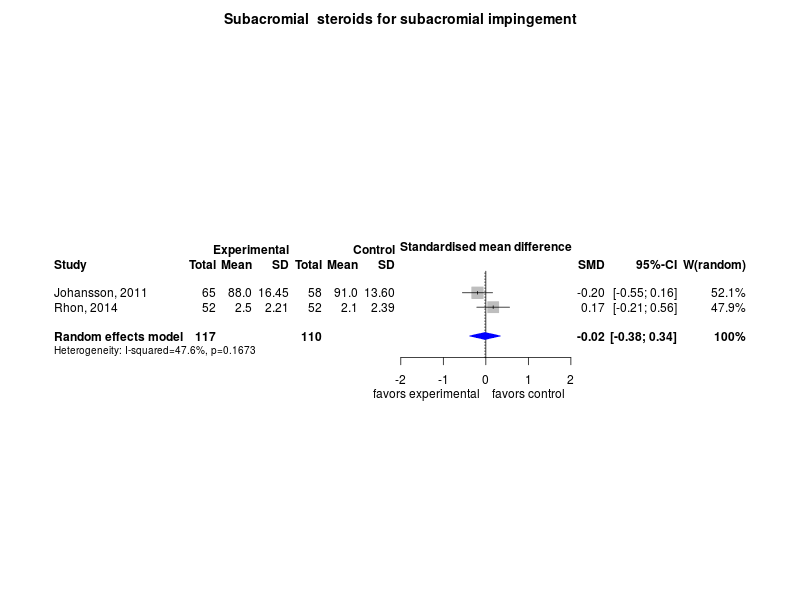 Subacromial  steroids for subacromial impingement
Experimental Control Standardised mean difference
Study Total Mean SD Total Mean SD SMD 95%-CI W(random)
Johansson, 2011 65 88.0 16.45 58 91.0 13.60 -0.20 [-0.55; 0.16] 52.1%
Rhon, 2014 52 2.5 2.21 52 2.1 2.39 0.17 [-0.21; 0.56] 47.9%
Random effects model 117 110 -0.02 [-0.38; 0.34] 100%
Heterogeneity: I-squared=47.6%, p=0.1673
-2 -1 0 1 2
favors experimental favors control